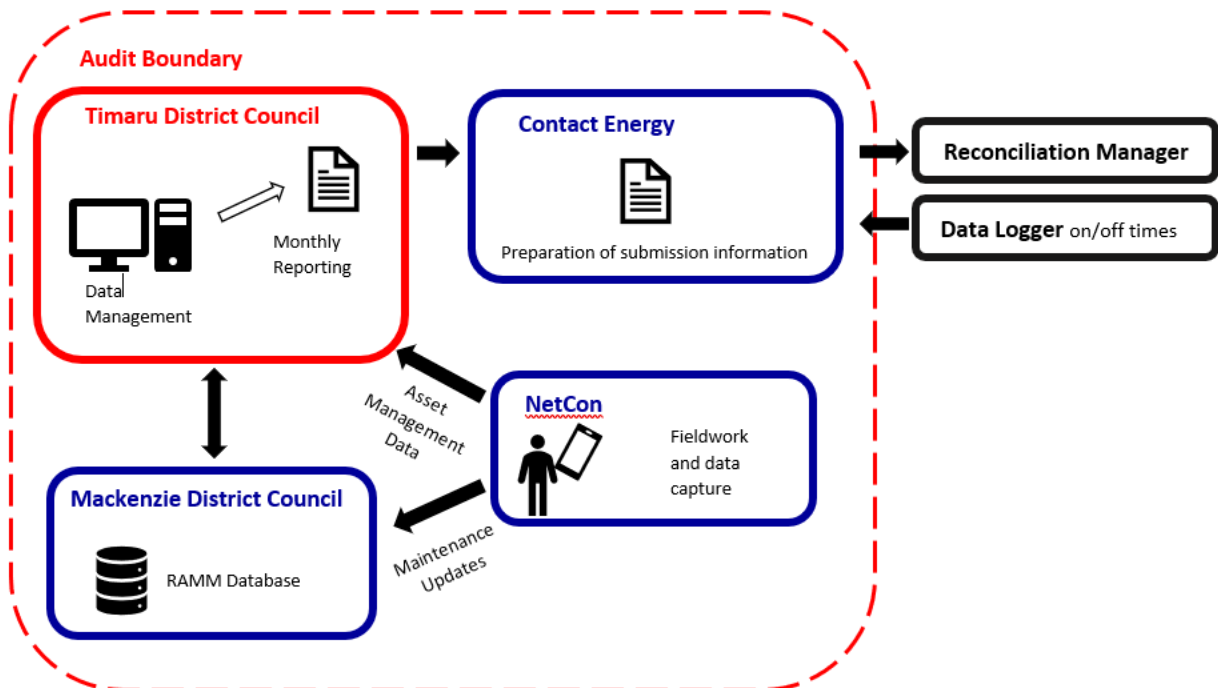 Audit Boundary
Timaru District Council
Monthly
Reporting
Data
Management
Contact Energy
Preparation of submission information
Reconciliation Manager
Data Logger on/off times
Asset
Management
Data
NetCon
Fieldwork
and data
capture
Mackenzie District Council
RAMM Database
Maintenance
Updates